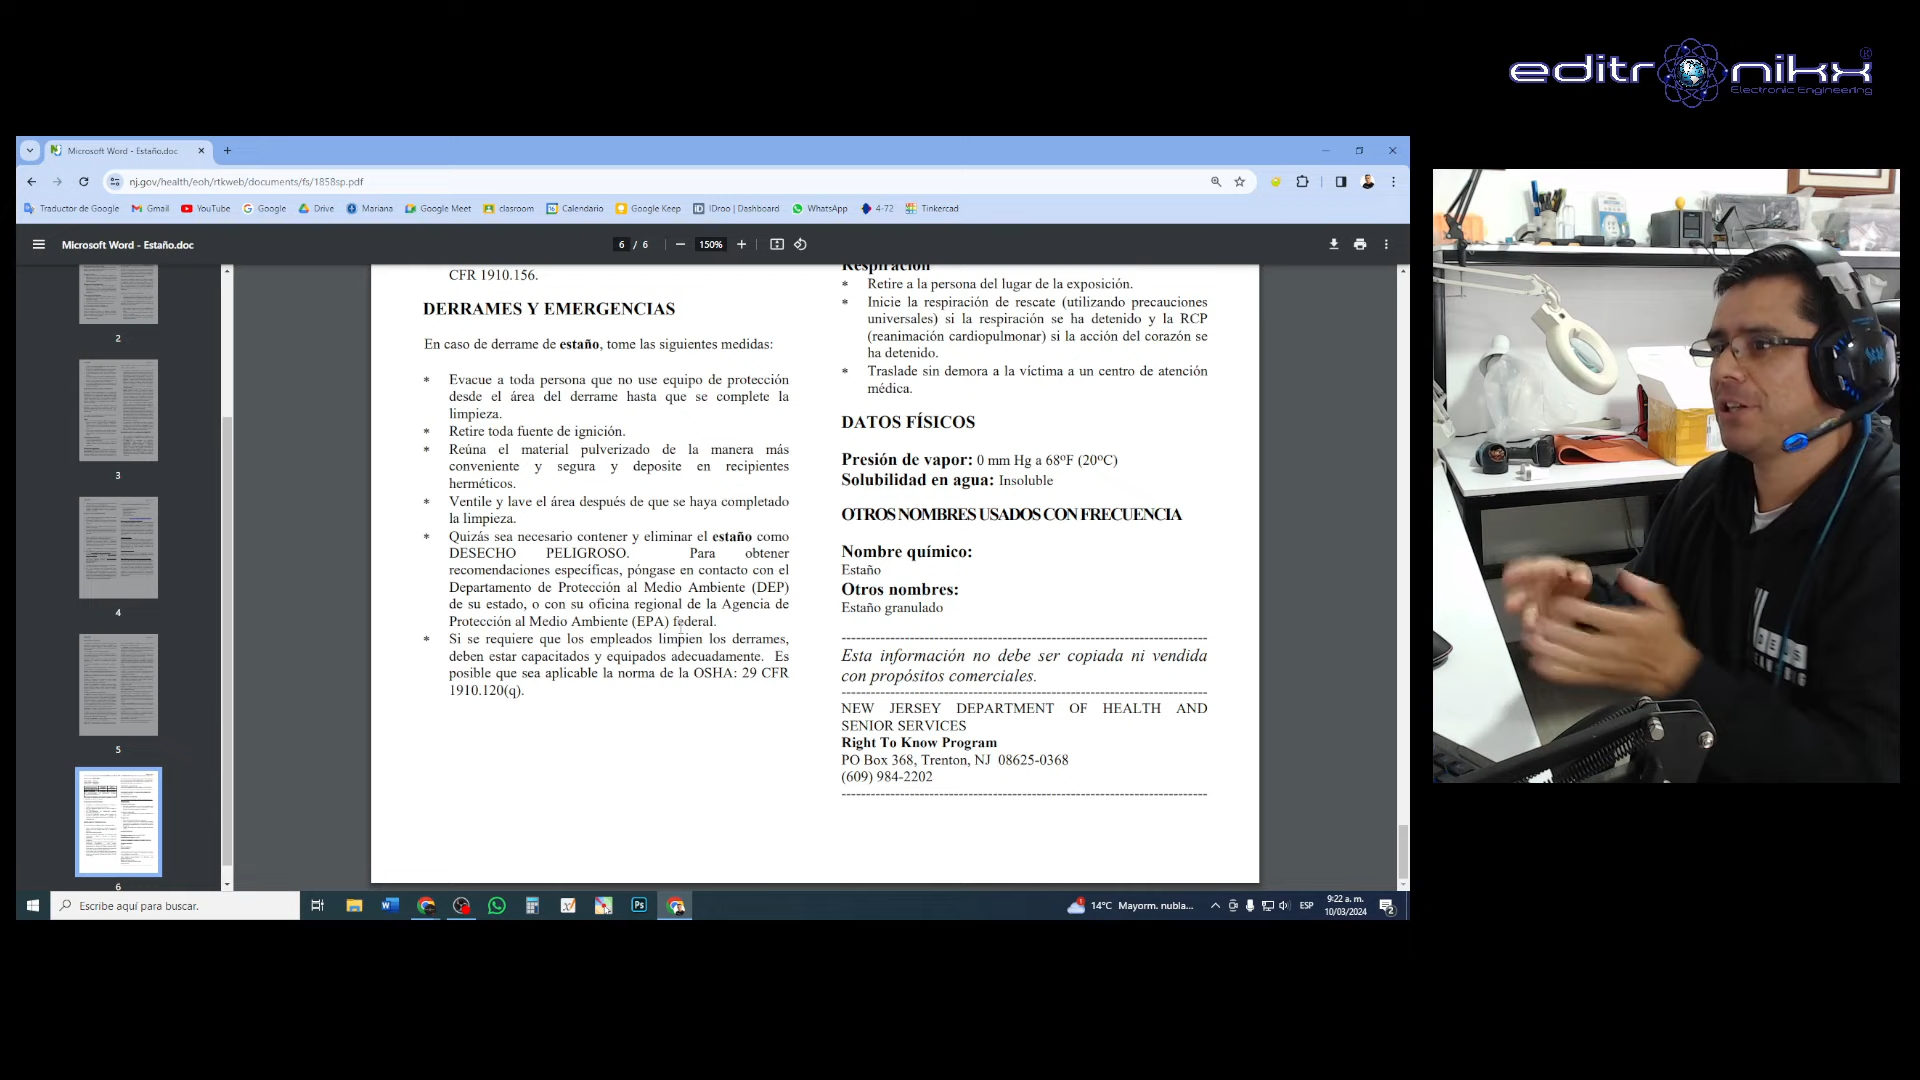 editronikx
Electronic Engineering
Microsoft Word - Estaño.doc
nj.gov/health/eoh/rtkweb/documents/fs/1858sp.pdf
Traductor de Google
Gmail
YouTube
Google
Drive
Mariana
Google Meet
clasroom
Calendario
Google Keep
IDroo | Dashboard
WhatsApp
4-72
Tinkercad
Microsoft Word - Estaño.doc
6 / 6
150%
2
3
4
5
6
CFR 1910.156.
DERRAMES Y EMERGENCIAS
En caso de derrame de estaño, tome las siguientes medidas:
* Evacue a toda persona que no use equipo de protección
desde el área del derrame hasta que se complete la
limpieza.
* Retire toda fuente de ignición.
* Reúna el material pulverizado de la manera más
conveniente y segura y deposite en recipientes
herméticos.
* Ventile y lave el área después de que se haya completado
la limpieza.
* Quizás sea necesario contener y eliminar el estaño como
DESECHO PELIGROSO. Para obtener
recomendaciones específicas, póngase en contacto con el
Departamento de Protección al Medio Ambiente (DEP)
de su estado, o con su oficina regional de la Agencia de
Protección al Medio Ambiente (EPA) federal.
* Si se requiere que los empleados limpien los derrames,
deben estar capacitados y equipados adecuadamente. Es
posible que sea aplicable la norma de la OSHA: 29 CFR
1910.120(q).
Respiración
* Retire a la persona del lugar de la exposición.
* Inicie la respiración de rescate (utilizando precauciones
universales) si la respiración se ha detenido y la RCP
(reanimación cardiopulmonar) si la acción del corazón se
ha detenido.
* Traslade sin demora a la víctima a un centro de atención
médica.
DATOS FÍSICOS
Presión de vapor: 0 mm Hg a 68ºF (20ºC)
Solubilidad en agua: Insoluble
OTROS NOMBRES USADOS CON FRECUENCIA
Nombre químico:
Estaño
Otros nombres:
Estaño granulado
Esta información no debe ser copiada ni vendida
con propósitos comerciales.
NEW JERSEY DEPARTMENT OF HEALTH AND
SENIOR SERVICES
Right To Know Program
PO Box 368, Trenton, NJ 08625-0368
(609) 984-2202
Escribe aquí para buscar.
Ps
14°C Mayorm. nubla...
ESP
9:22 a. m.
10/03/2024
2